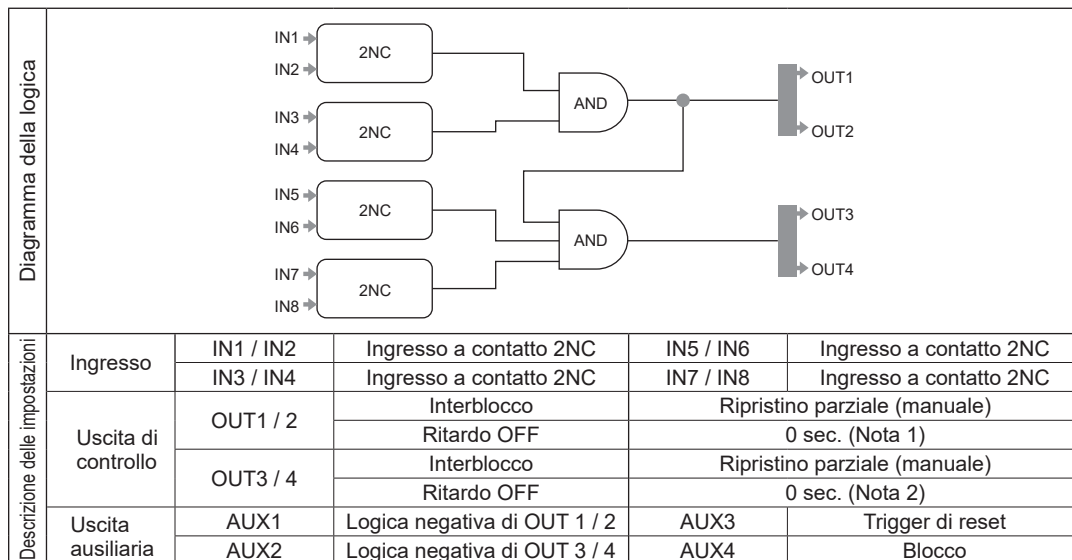 Diagramma della logica
IN1
IN2
2NC
IN3
IN4
2NC
AND
OUT1
OUT2
IN5
IN6
2NC
IN7
IN8
2NC
AND
OUT3
OUT4
Descrizione delle impostazioni
Ingresso
IN1 / IN2 Ingresso a contatto 2NC IN5 / IN6 Ingresso a contatto 2NC
IN3 / IN4 Ingresso a contatto 2NC IN7 / IN8 Ingresso a contatto 2NC
Uscita di
controllo
OUT1 / 2
Interblocco Ripristino parziale (manuale)
Ritardo OFF 0 sec. (Nota 1)
OUT3 / 4
Interblocco Ripristino parziale (manuale)
Ritardo OFF 0 sec. (Nota 2)
Uscita
ausiliaria
AUX1 Logica negativa di OUT 1 / 2 AUX3 Trigger di reset
AUX2 Logica negativa di OUT 3 / 4 AUX4 Blocco